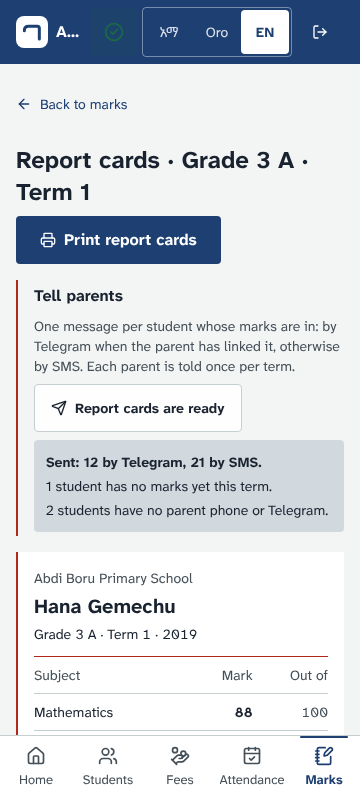 A...
አማ
Oro
EN
Back to marks
Report cards · Grade 3 A ·
Term 1
Print report cards
Tell parents
One message per student whose marks are in: by
Telegram when the parent has linked it, otherwise
by SMS. Each parent is told once per term.
Report cards are ready
Sent: 12 by Telegram, 21 by SMS.
1 student has no marks yet this term.
2 students have no parent phone or Telegram.
Abdi Boru Primary School
Hana Gemechu
Grade 3 A · Term 1 · 2019
Subject Mark Out of
Mathematics 88 100
Home Students Fees Attendance Marks